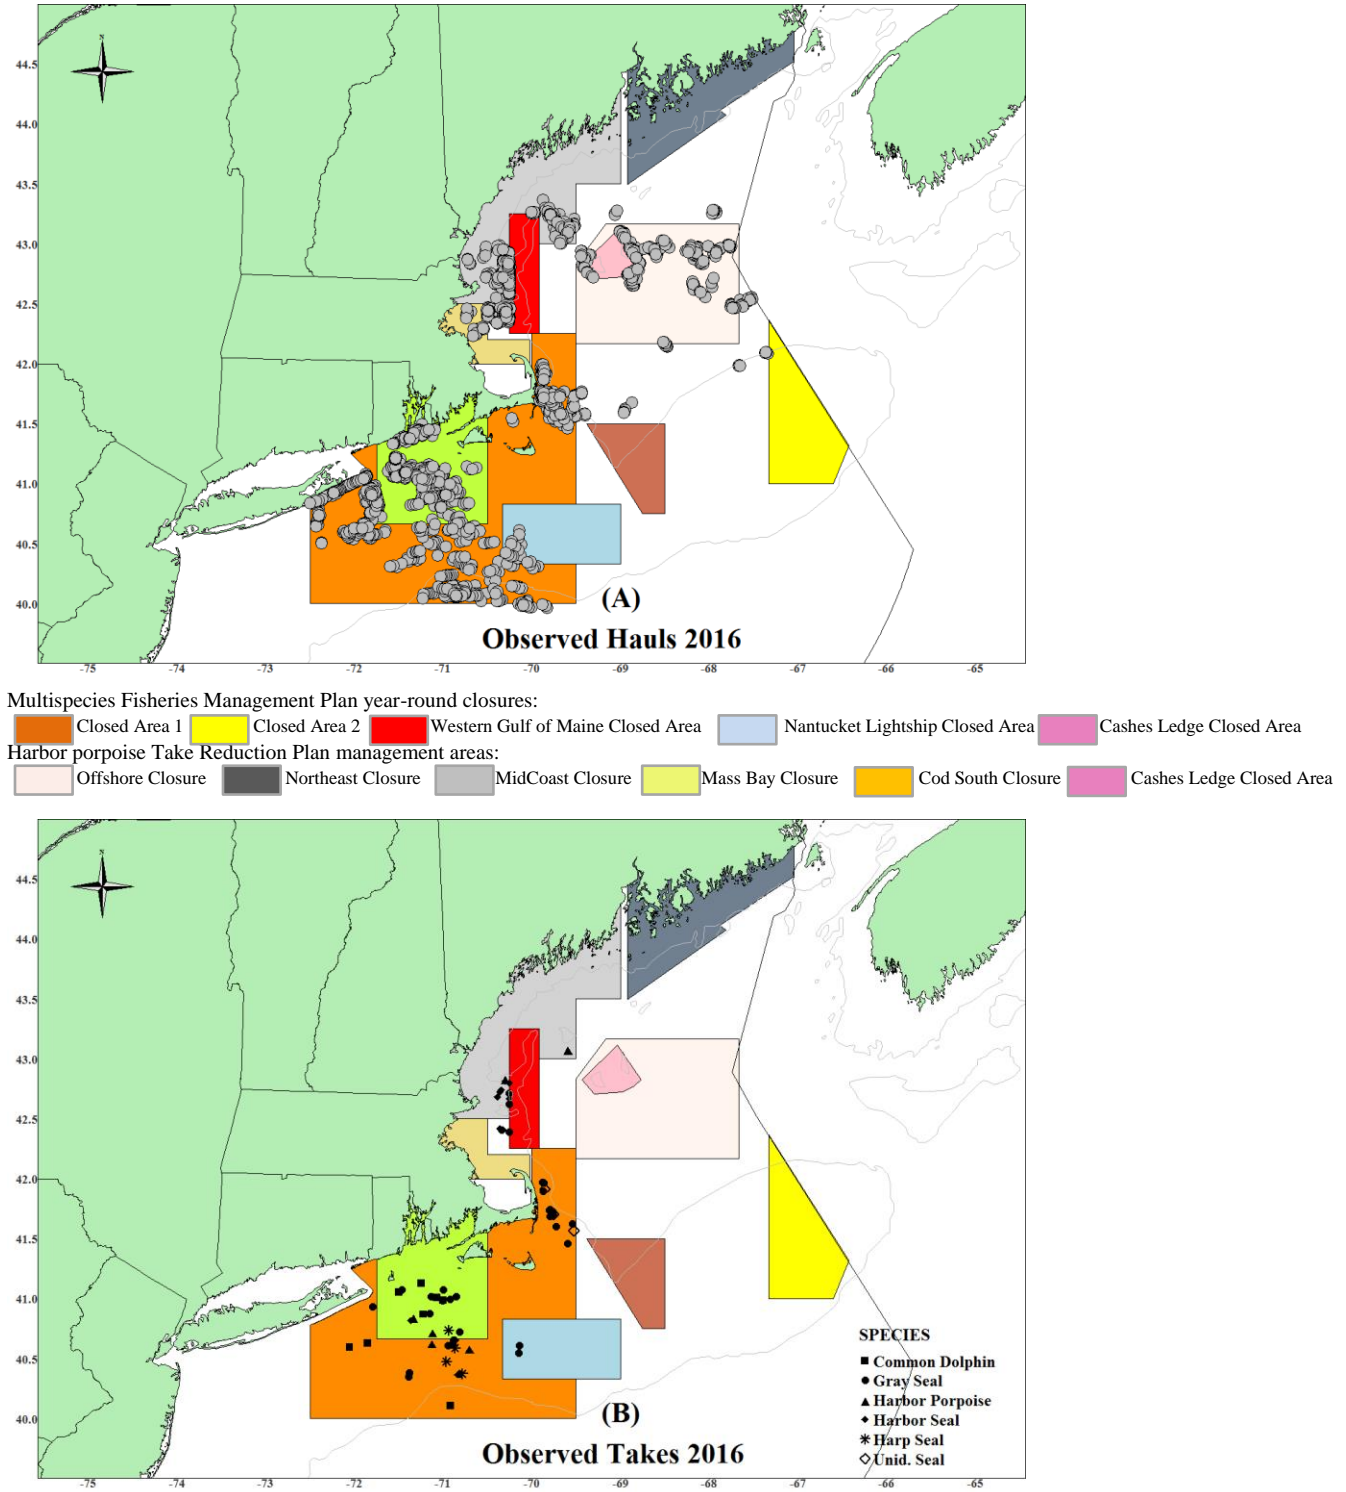 N
44.5
44.0
43.5
43.0
42.5
42.0
41.5
41.0
40.5
40.0
(A)
Observed Hauls 2016
-75 -74 -73 -72 -71 -70 -69 -68 -67 -66 -65
Multispecies Fisheries Management Plan year-round closures:
Closed Area 1 Closed Area 2 Western Gulf of Maine Closed Area Nantucket Lightship Closed Area Cashes Ledge Closed Area
Harbor porpoise Take Reduction Plan management areas:
Offshore Closure Northeast Closure MidCoast Closure Mass Bay Closure Cod South Closure Cashes Ledge Closed Area
N
44.5
44.0
43.5
43.0
42.5
42.0
41.5
41.0
40.5
40.0
SPECIES
Common Dolphin
Gray Seal
Harbor Porpoise
Harbor Seal
Harp Seal
Unid. Seal
(B)
Observed Takes 2016
-75 -74 -73 -72 -71 -70 -69 -68 -67 -66 -65